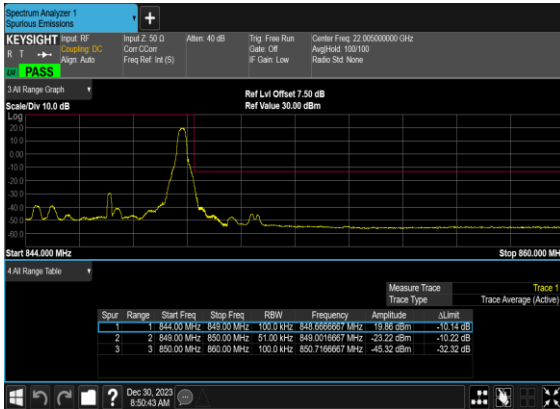 Spectrum Analyzer 1
Spurious Emissions
+
KEYSIGHT Input: RF Input Z: 50 Ω Atten: 40 dB Trig: Free Run Center Freq: 22.005000000 GHz
R T Coupling: DC Corr CCorr Gate: Off Avg|Hold: 100/100
Align: Auto Freq Ref: Int (S) IF Gain: Low Radio Std: None
PASS
3 All Range Graph
Ref Lvl Offset 7.50 dB
Scale/Div 10.0 dB Ref Value 30.00 dBm
Log
20.0
10.0
0.00
-10.0
-20.0
-30.0
-40.0
-50.0
-60.0
Start 844.000 MHz Stop 860.000 MH
4 All Range Table
Measure Trace Trace 1
Trace Type Trace Average (Active)
Spur Range Start Freq Stop Freq RBW Frequency Amplitude ΔLimit
1 1 844.00 MHz 849.00 MHz 100.0 kHz 848.6666667 MHz 19.86 dBm -10.14 dB
2 2 849.00 MHz 850.00 MHz 51.00 kHz 849.0016667 MHz -23.22 dBm -10.22 dB
3 3 850.00 MHz 860.00 MHz 100.0 kHz 850.7166667 MHz -45.32 dBm -32.32 dB
? Dec 30, 2023
8:50:43 AM